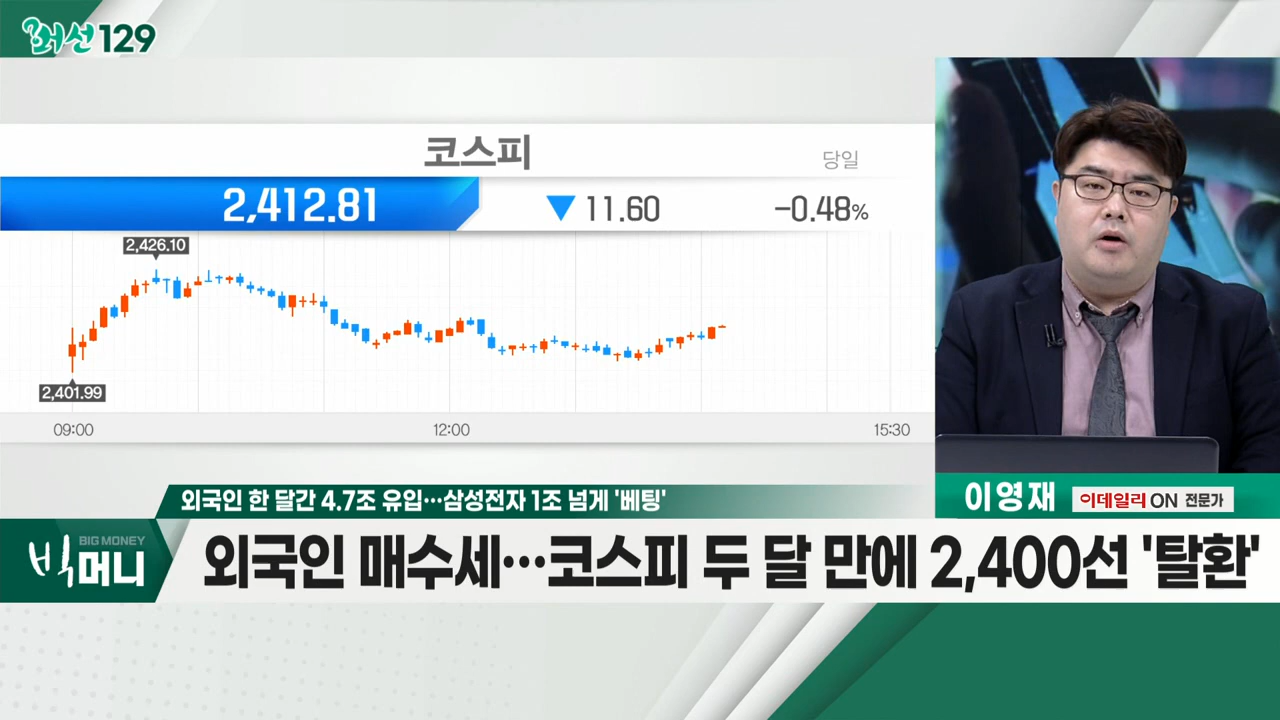 최선129
코스피
당일
2,412.81
▼ 11.60
-0.48%
2,426.10
2,401.99
09:00
12:00
15:30
외국인 한 달간 4.7조 유입…삼성전자 1조 넘게 '베팅'
이영재
이데일리ON 전문가
BIG MONEY
빅머니
외국인 매수세…코스피 두 달 만에 2,400선 '탈환'